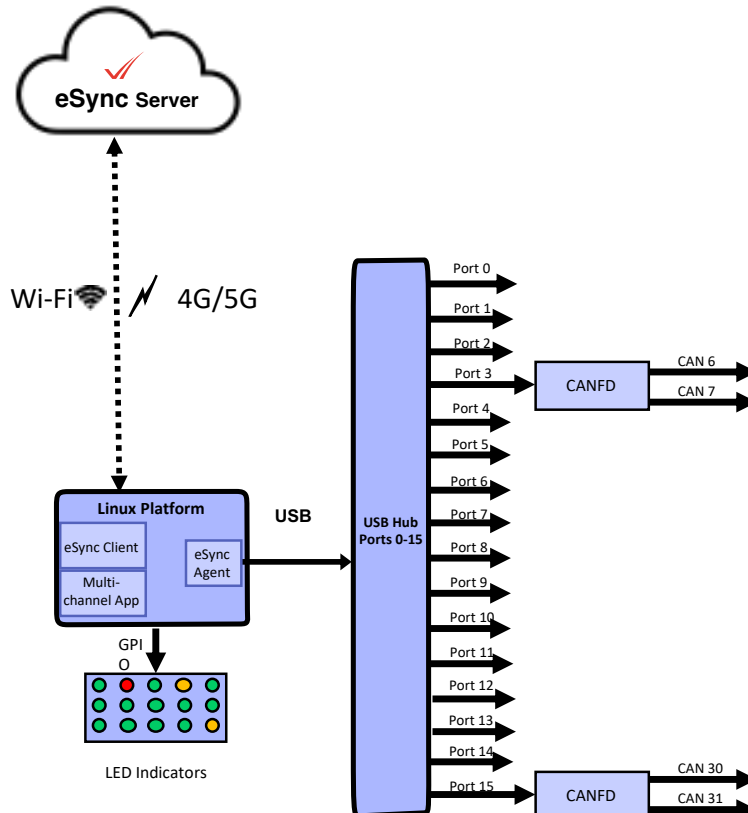 eSync Server
Wi-Fi 4G/5G
Linux Platform
eSync Client
Multi-
channel App
eSync
Agent
USB
GPI
O
LED Indicators
USB Hub
Ports 0-15
Port 0
Port 1
Port 2
Port 3
Port 4
Port 5
Port 6
Port 7
Port 8
Port 9
Port 10
Port 11
Port 12
Port 13
Port 14
Port 15
CANFD
CAN 6
CAN 7
CANFD
CAN 30
CAN 31